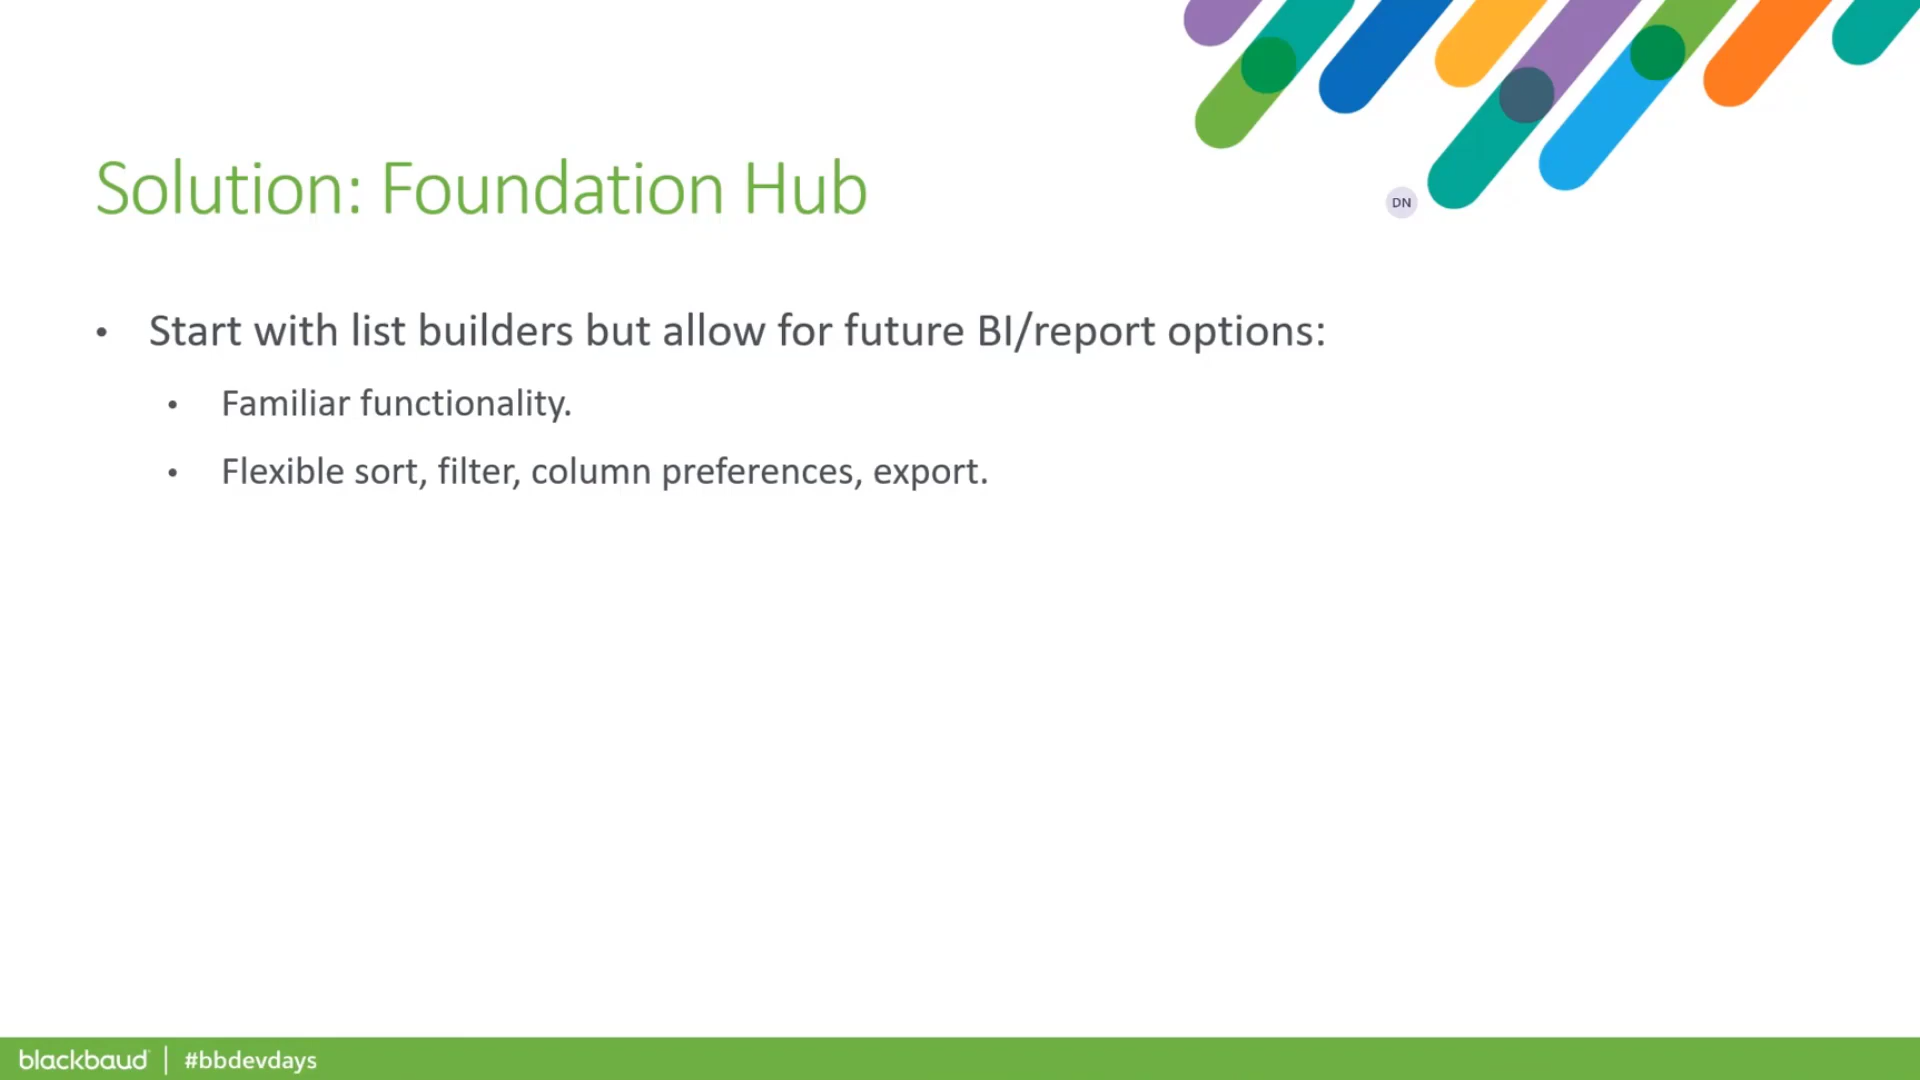 Solution: Foundation Hub
DN
• Start with list builders but allow for future BI/report options:
• Familiar functionality.
• Flexible sort, filter, column preferences, export.
blackbaud | #bbdevdays